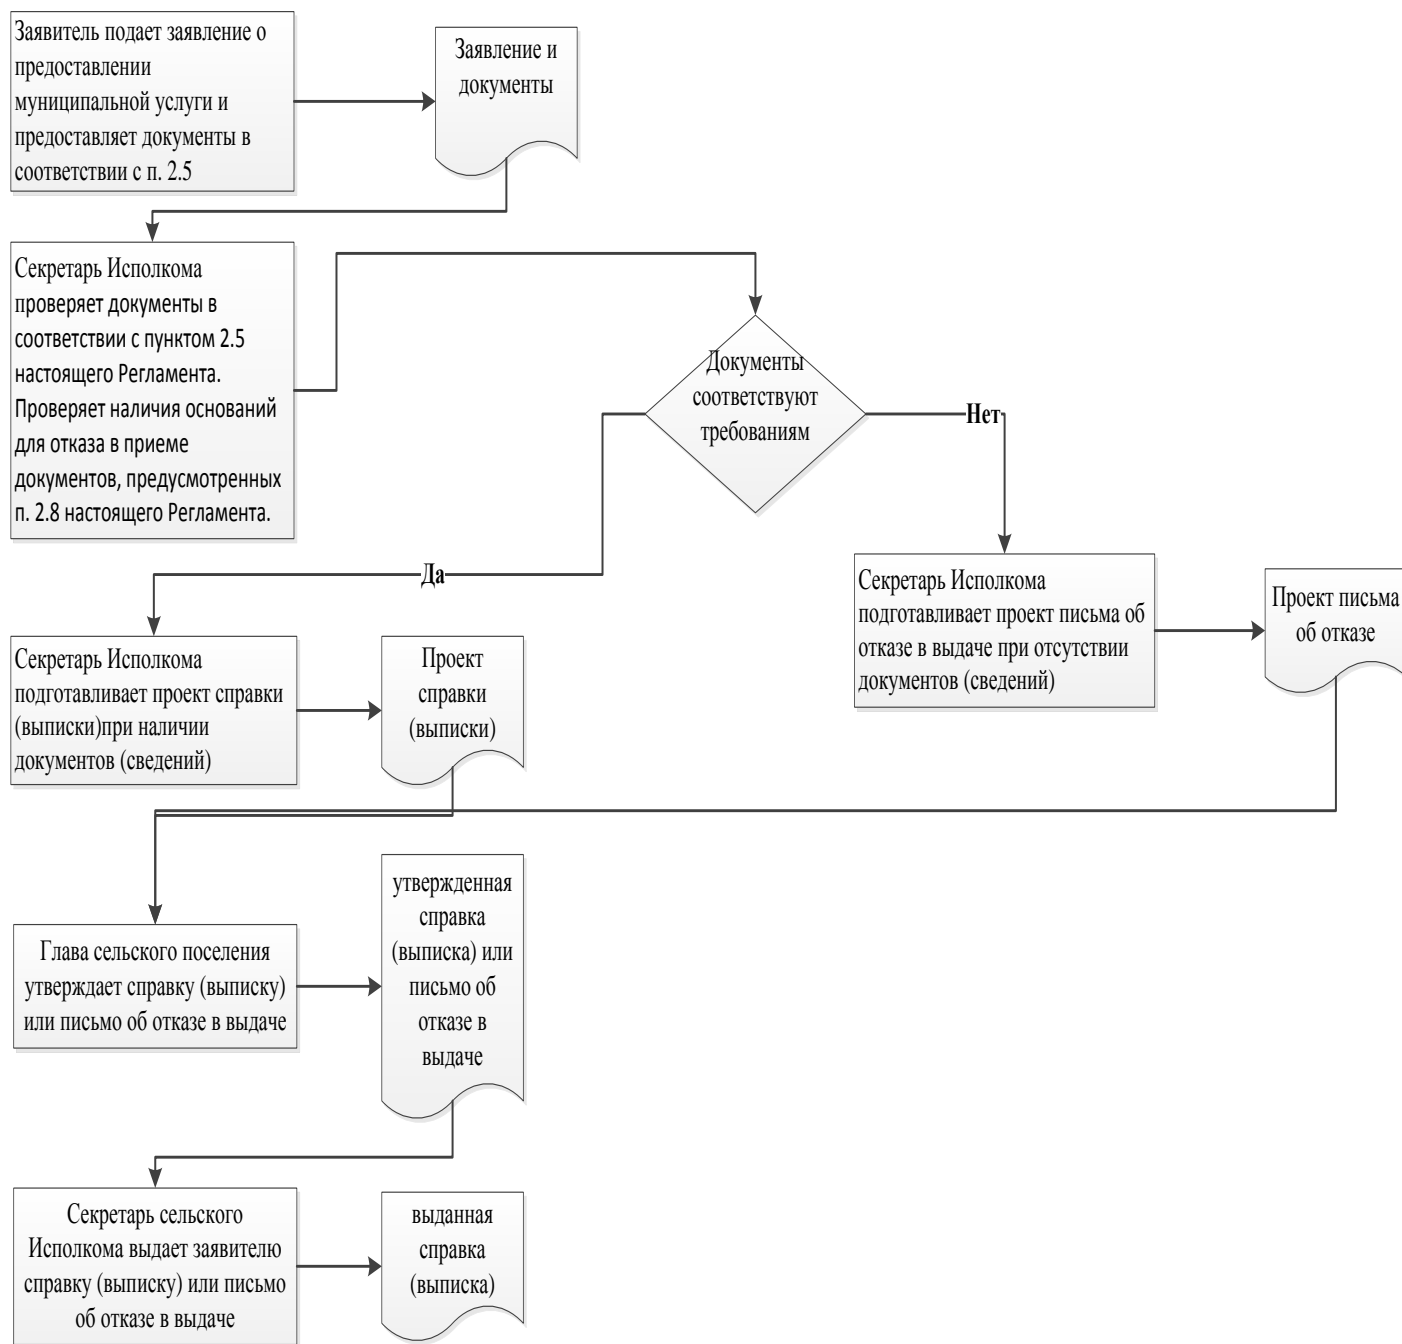 Заявитель подает заявление о
предоставлении
муниципальной услуги и
предоставляет документы в
соответствии с п. 2.5
Заявление и
документы
Секретарь Исполкома
проверяет документы в
соответствии с пунктом 2.5
настоящего Регламента.
Проверяет наличия оснований
для отказа в приеме
документов, предусмотренных
п. 2.8 настоящего Регламента.
Документы
соответствуют
требованиям
Нет
Да
Секретарь Исполкома
подготавливает проект письма об
отказе в выдаче при отсутствии
документов (сведений)
Проект письма
об отказе
Секретарь Исполкома
подготавливает проект справки
(выписки)при наличии
документов (сведений)
Проект
справки
(выписки)
Глава сельского поселения
утверждает справку (выписку)
или письмо об отказе в выдаче
утвержденная
справка
(выписка) или
письмо об
отказе в
выдаче
Секретарь сельского
Исполкома выдает заявителю
справку (выписку) или письмо
об отказе в выдаче
выданная
справка
(выписка)